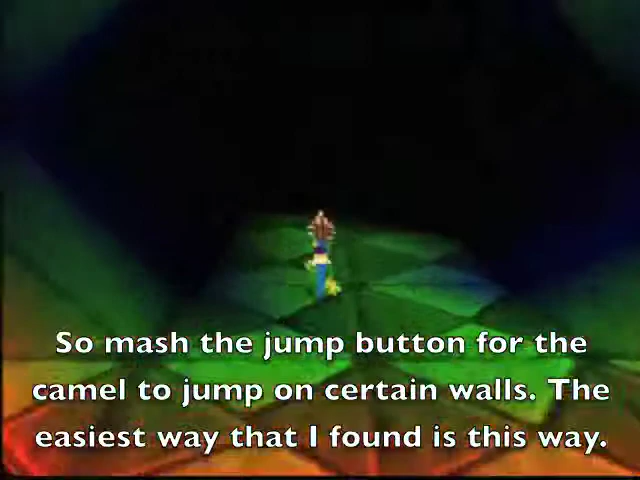 So mash the jump button for the
camel to jump on certain walls. The
easiest way that I found is this way.